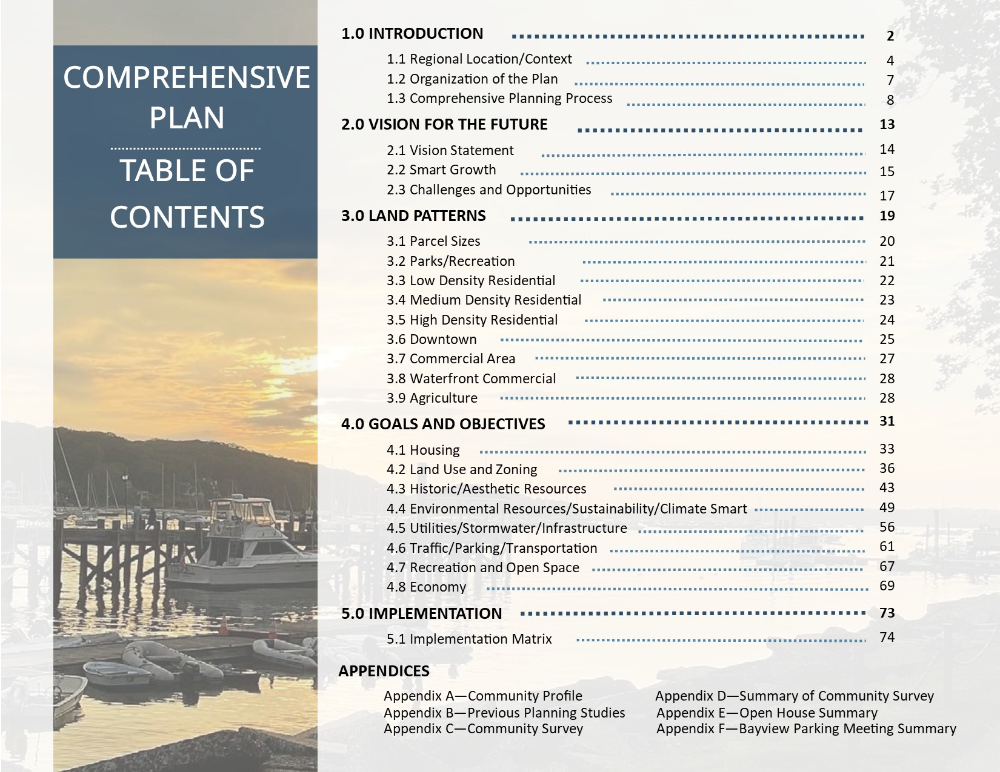 COMPREHENSIVE
PLAN
TABLE OF
CONTENTS
1.0 INTRODUCTION 2
1.1 Regional Location/Context 4
1.2 Organization of the Plan 7
1.3 Comprehensive Planning Process 8
2.0 VISION FOR THE FUTURE 13
2.1 Vision Statement 14
2.2 Smart Growth 15
2.3 Challenges and Opportunities 17
3.0 LAND PATTERNS 19
3.1 Parcel Sizes 20
3.2 Parks/Recreation 21
3.3 Low Density Residential 22
3.4 Medium Density Residential 23
3.5 High Density Residential 24
3.6 Downtown 25
3.7 Commercial Area 27
3.8 Waterfront Commercial 28
3.9 Agriculture 28
4.0 GOALS AND OBJECTIVES 31
4.1 Housing 33
4.2 Land Use and Zoning 36
4.3 Historic/Aesthetic Resources 43
4.4 Environmental Resources/Sustainability/Climate Smart 49
4.5 Utilities/Stormwater/Infrastructure 56
4.6 Traffic/Parking/Transportation 61
4.7 Recreation and Open Space 67
4.8 Economy 69
5.0 IMPLEMENTATION 73
5.1 Implementation Matrix 74
APPENDICES
Appendix A—Community Profile
Appendix B—Previous Planning Studies
Appendix C—Community Survey
Appendix D—Summary of Community Survey
Appendix E—Open House Summary
Appendix F—Bayview Parking Meeting Summary